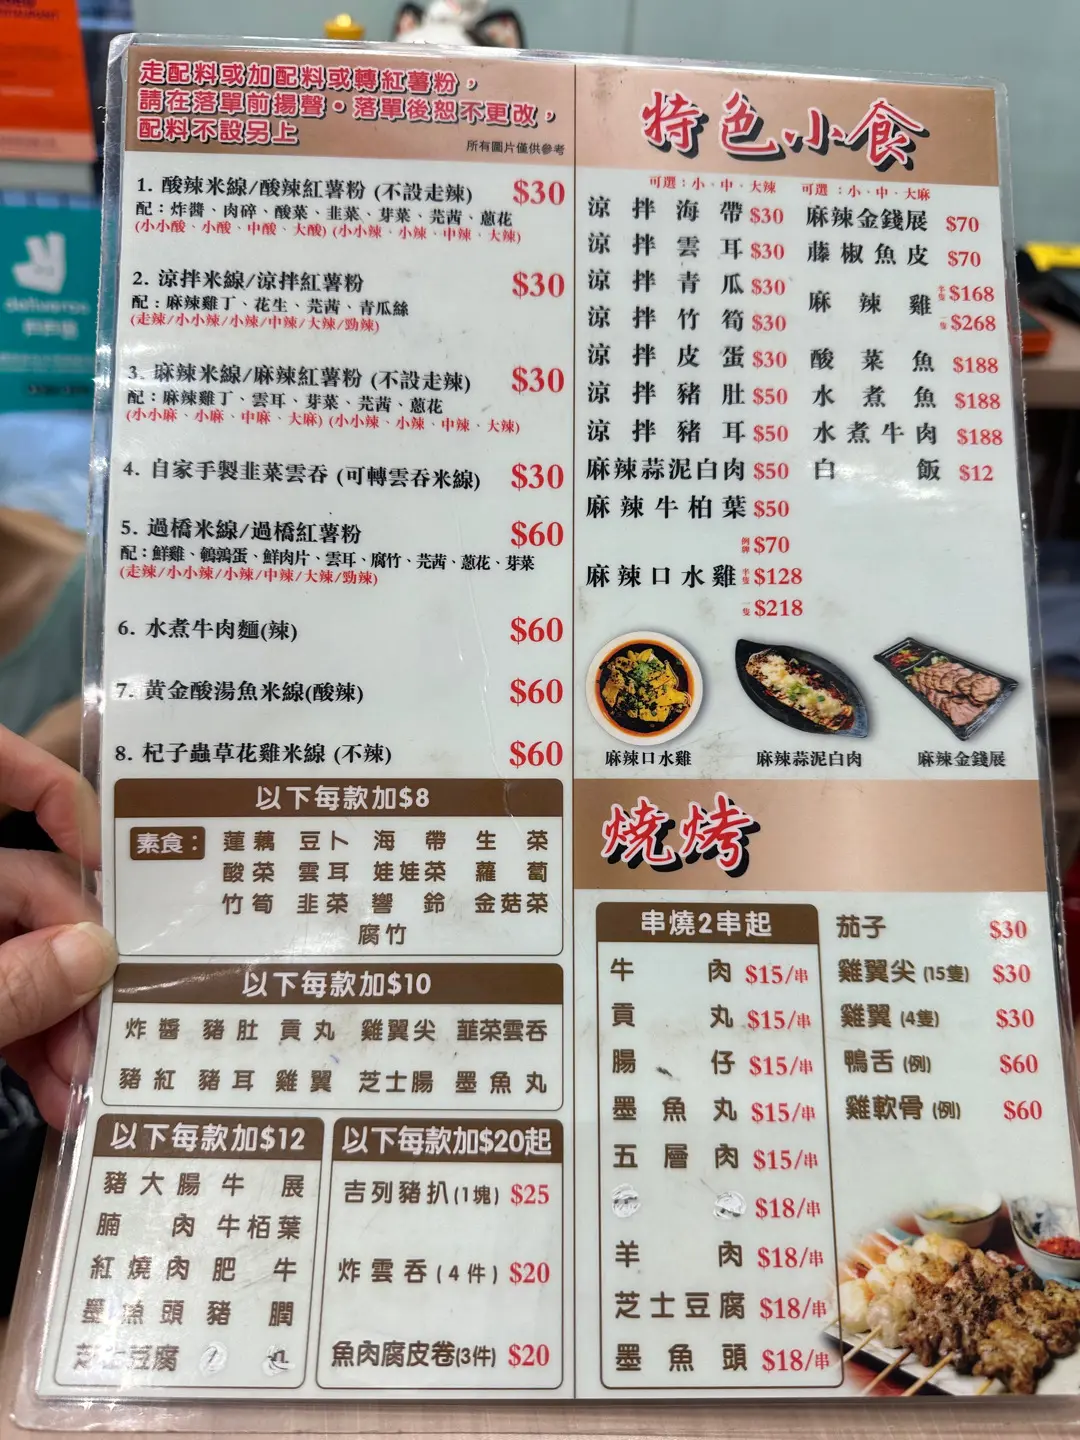 走配料或加配料或轉紅薯粉，
請在落單前揚聲。落單後恕不更改，
配料不設另上
所有圖片僅供參考
1. 酸辣米線/酸辣紅薯粉 (不設走辣) $30
配：炸醬、肉碎、酸菜、韭菜、芽菜、芫茜、蔥花
(小小酸、小酸、中酸、大酸) (小小辣、小辣、中辣、大辣)
2. 涼拌米線/涼拌紅薯粉 $30
配：麻辣雞丁、花生、芫茜、青瓜絲
(走辣/小小辣/小辣/中辣/大辣/勁辣)
3. 麻辣米線/麻辣紅薯粉 (不設走辣) $30
配：麻辣雞丁、雲耳、芽菜、芫茜、蔥花
(小小麻、小麻、中麻、大麻) (小小辣、小辣、中辣、大辣)
4. 自家手製韭菜雲吞 (可轉雲吞米線) $30
5. 過橋米線/過橋紅薯粉 $60
配：鮮雞、鵪鶉蛋、鮮肉片、雲耳、腐竹、芫茜、蔥花、芽菜
(走辣/小小辣/小辣/中辣/大辣/勁辣)
6. 水煮牛肉麵(辣) $60
7. 黃金酸湯魚米線(酸辣) $60
8. 杞子蟲草花雞米線 (不辣) $60
以下每款加$8
素食： 蓮藕 豆卜 海帶 生菜
酸菜 雲耳 娃娃菜 蘿蔔
竹筍 韭菜 響鈴 金菇菜
腐竹
以下每款加$10
炸醬 豬肚 貢丸 雞翼尖 韮菜雲吞
豬紅 豬耳 雞翼 芝士腸 墨魚丸
以下每款加$12
豬大腸 牛展
腩肉 牛栢葉
紅燒肉 肥牛
墨魚頭 豬膶
芝士豆腐 丸
以下每款加$20起
吉列豬扒(1塊) $25
炸雲吞(4件) $20
魚肉腐皮卷(3件) $20
特色小食
可選：小、中、大辣 可選：小、中、大麻
涼拌海帶 $30 麻辣金錢展 $70
涼拌雲耳 $30 藤椒魚皮 $70
涼拌青瓜 $30 麻辣雞 半隻 $168
涼拌竹筍 $30 一隻 $268
涼拌皮蛋 $30 酸菜魚 $188
涼拌豬肚 $50 水煮魚 $188
涼拌豬耳 $50 水煮牛肉 $188
麻辣蒜泥白肉 $50 白飯 $12
麻辣牛柏葉 $50
例牌 $70
麻辣口水雞 半隻 $128
一隻 $218
麻辣口水雞 麻辣蒜泥白肉 麻辣金錢展
燒烤
串燒2串起
牛肉 $15/串
貢丸 $15/串
腸仔 $15/串
墨魚丸 $15/串
五層肉 $15/串
$18/串
羊肉 $18/串
芝士豆腐 $18/串
墨魚頭 $18/串
茄子 $30
雞翼尖 (15隻) $30
雞翼 (4隻) $30
鴨舌 (例) $60
雞軟骨 (例) $60
deliveroo